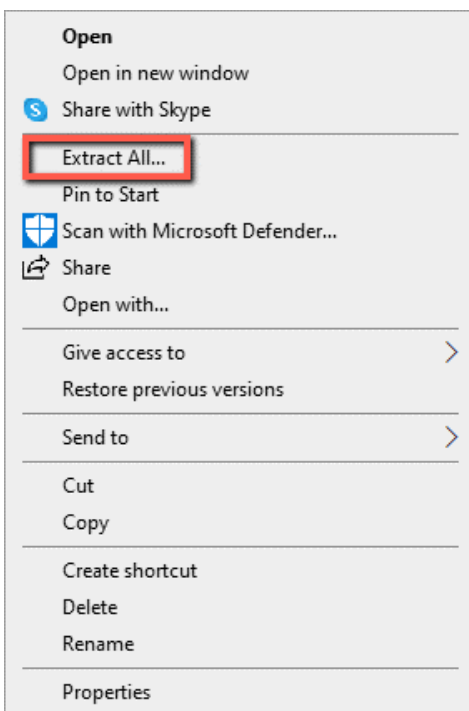 Open
Open in new window
Share with Skype
Extract All...
Pin to Start
Scan with Microsoft Defender...
Share
Open with...
Give access to
Restore previous versions
Send to
Cut
Copy
Create shortcut
Delete
Rename
Properties